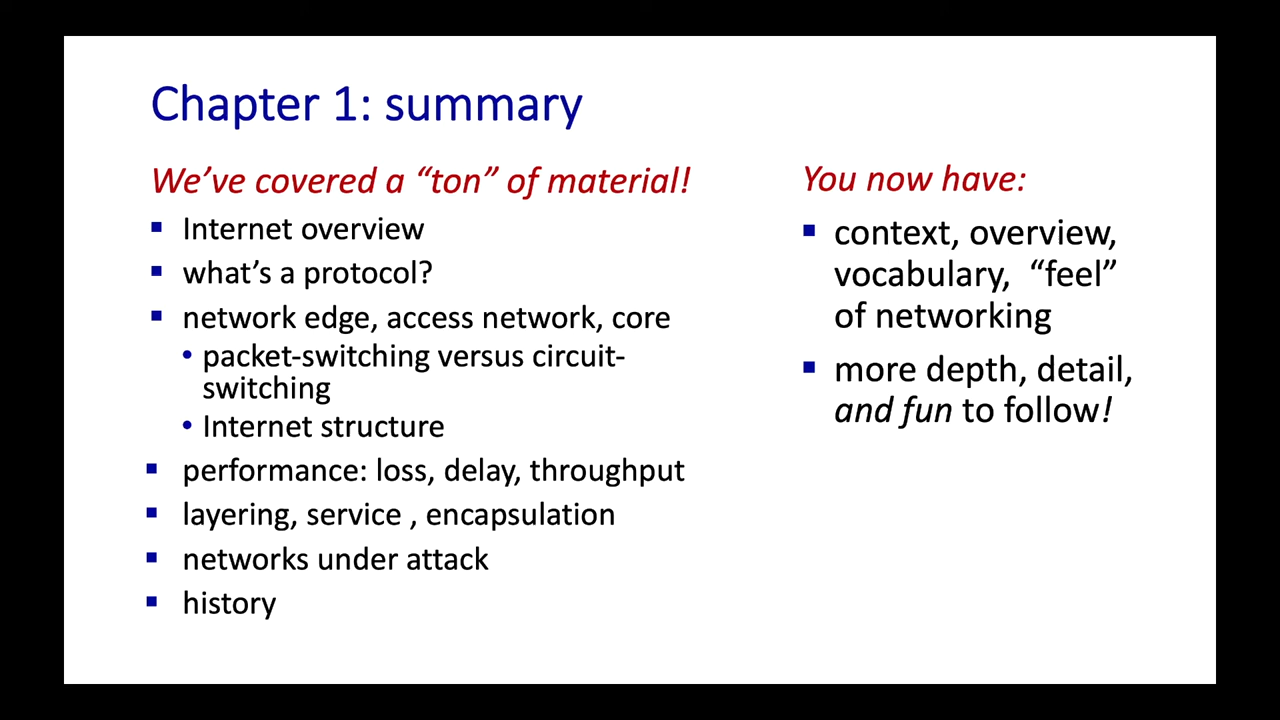 Chapter 1: summary
We’ve covered a “ton” of material!
▪ Internet overview
▪ what’s a protocol?
▪ network edge, access network, core
• packet-switching versus circuit-
switching
• Internet structure
▪ performance: loss, delay, throughput
▪ layering, service , encapsulation
▪ networks under attack
▪ history
You now have:
▪ context, overview,
vocabulary, “feel”
of networking
▪ more depth, detail,
and fun to follow!